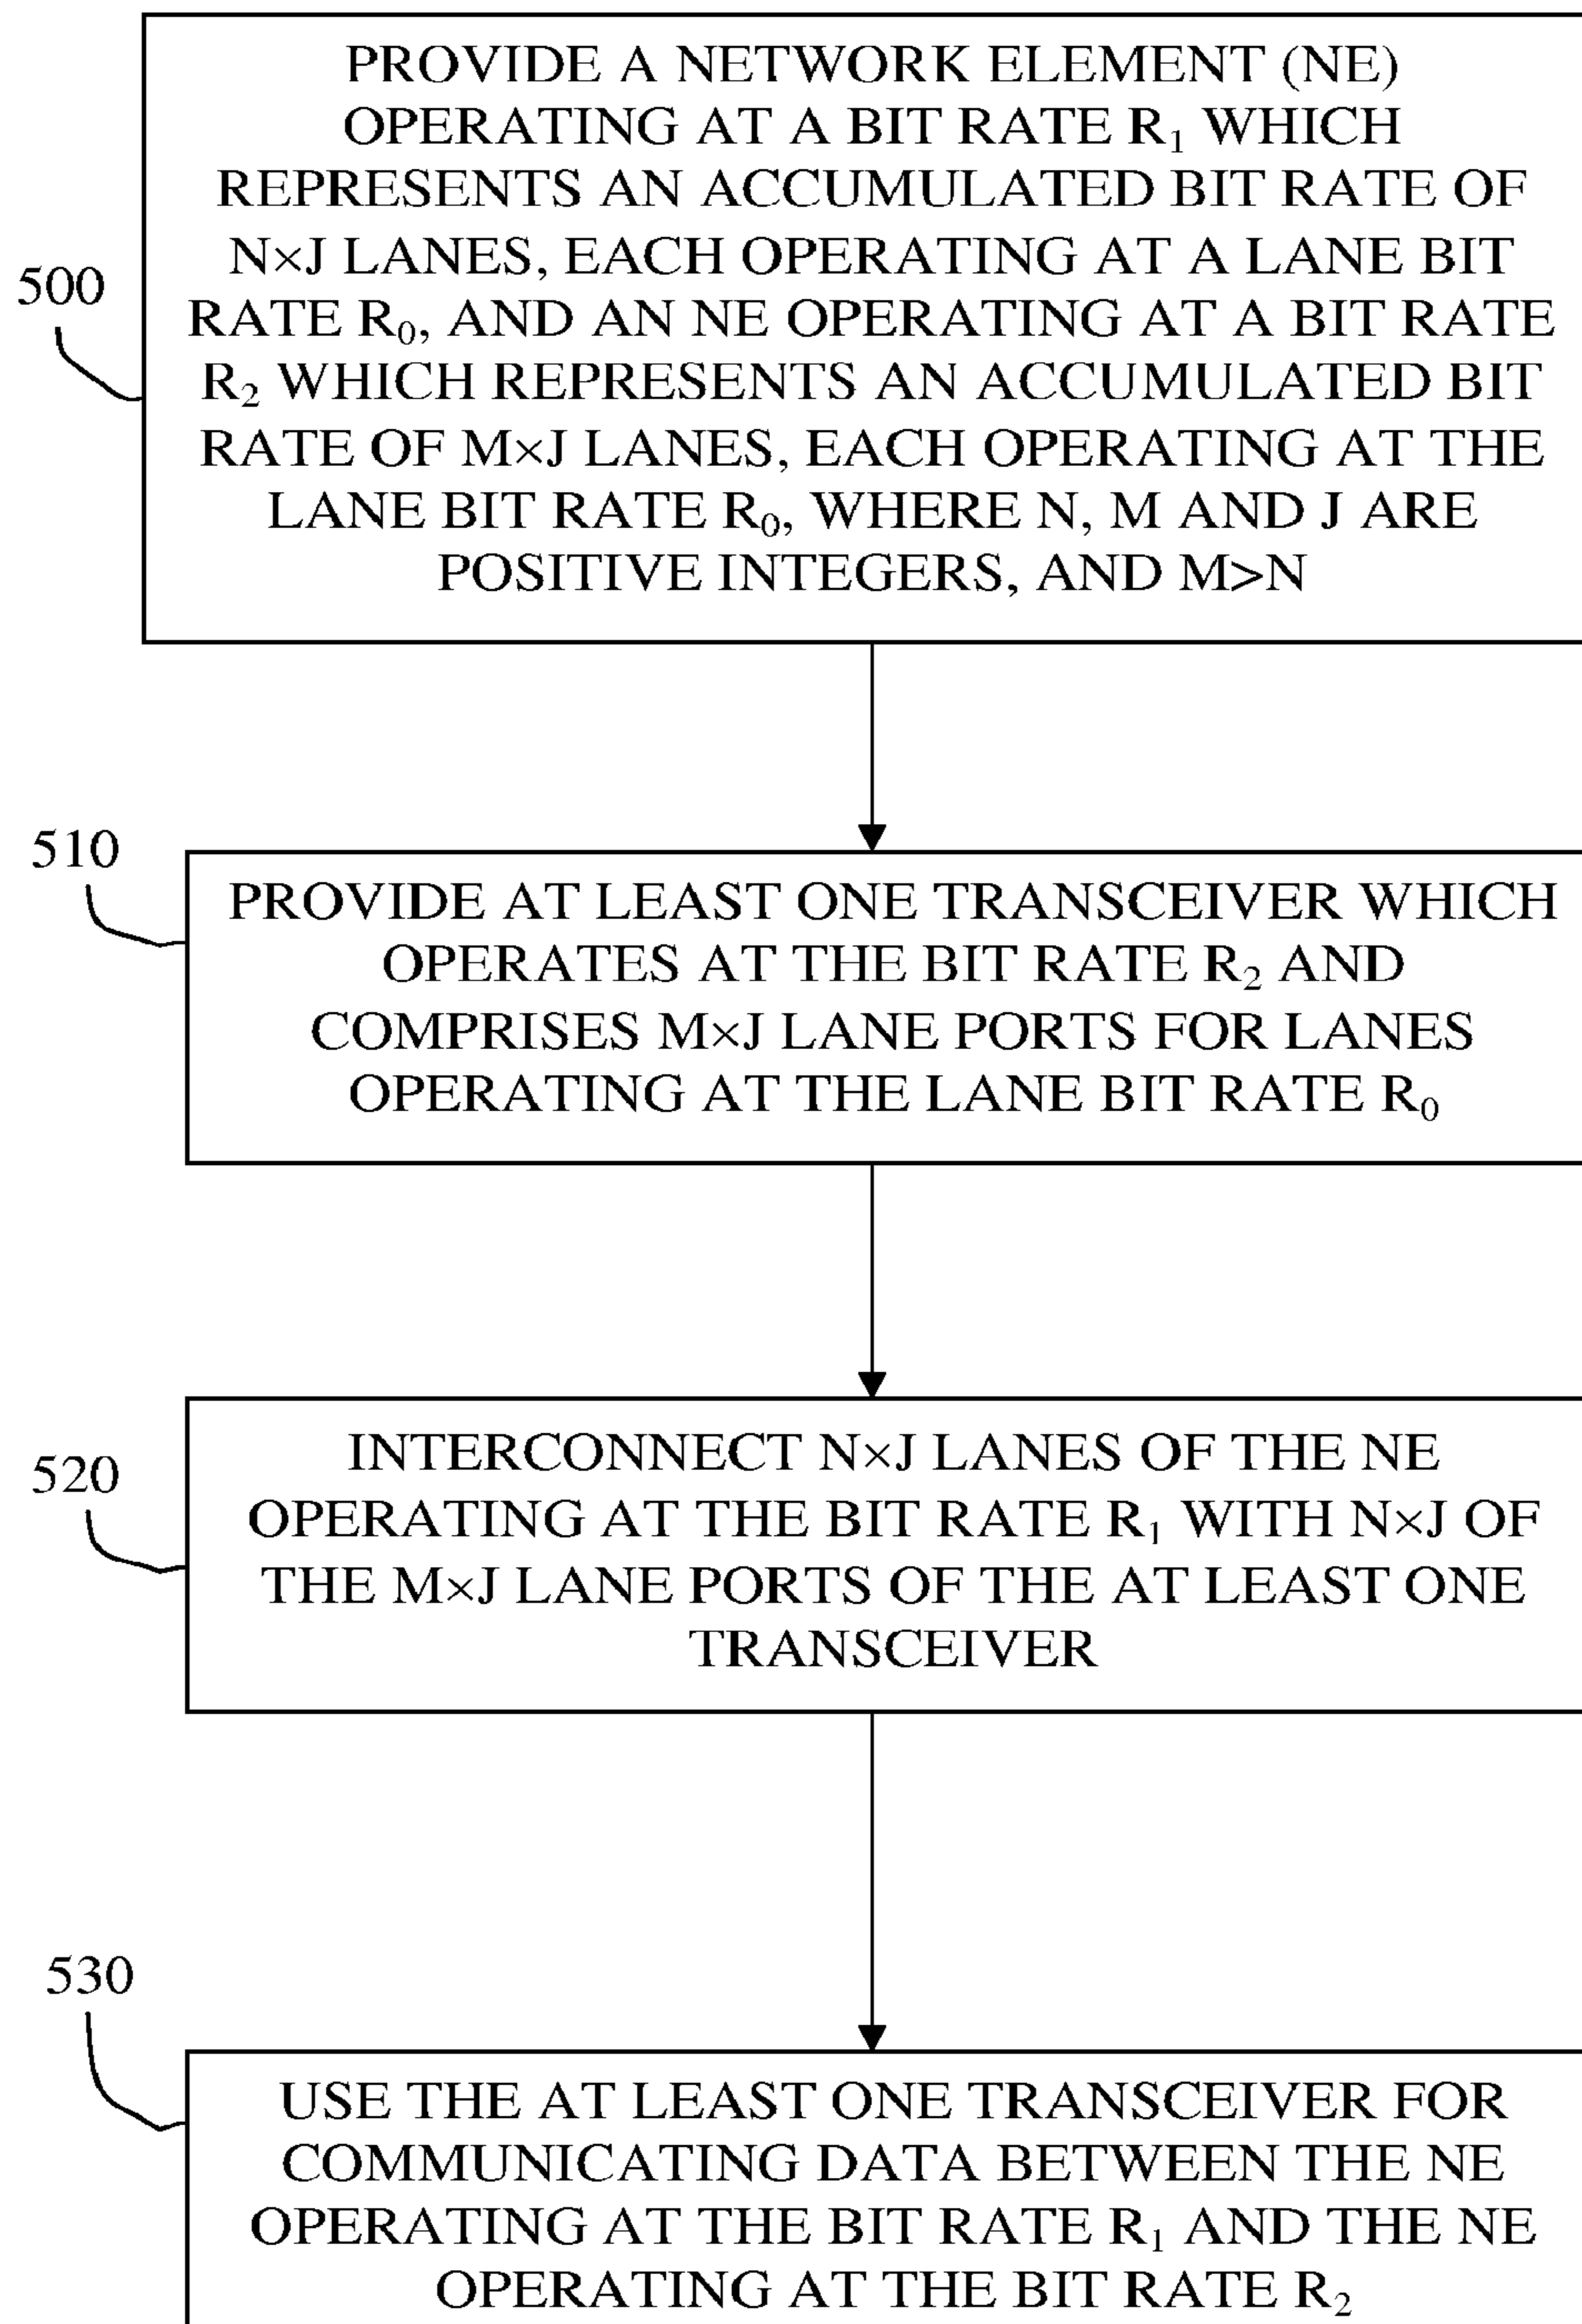 PROVIDE A NETWORK ELEMENT (NE)
OPERATING AT A BIT RATE R₁ WHICH
REPRESENTS AN ACCUMULATED BIT RATE OF
N×J LANES, EACH OPERATING AT A LANE BIT
RATE R₀, AND AN NE OPERATING AT A BIT RATE
R₂ WHICH REPRESENTS AN ACCUMULATED BIT
RATE OF M×J LANES, EACH OPERATING AT THE
LANE BIT RATE R₀, WHERE N, M AND J ARE
POSITIVE INTEGERS, AND M>N
500
510
PROVIDE AT LEAST ONE TRANSCEIVER WHICH
OPERATES AT THE BIT RATE R₂ AND
COMPRISES M×J LANE PORTS FOR LANES
OPERATING AT THE LANE BIT RATE R₀
520
INTERCONNECT N×J LANES OF THE NE
OPERATING AT THE BIT RATE R₁ WITH N×J OF
THE M×J LANE PORTS OF THE AT LEAST ONE
TRANSCEIVER
530
USE THE AT LEAST ONE TRANSCEIVER FOR
COMMUNICATING DATA BETWEEN THE NE
OPERATING AT THE BIT RATE R₁ AND THE NE
OPERATING AT THE BIT RATE R₂